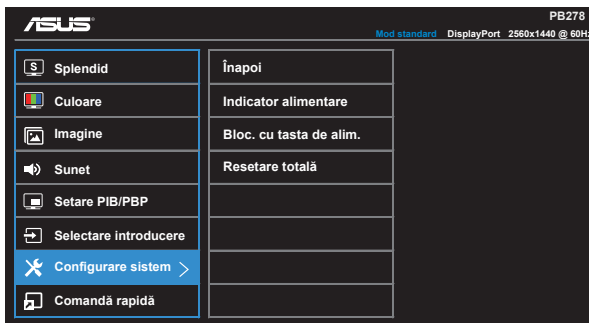 ASUS
PB278
Mod standard DisplayPort 2560x1440 @ 60Hz
S Splendid
Culoare
Imagine
Sunet
Setare PIB/PBP
Selectare introducere
Configurare sistem >
Comandă rapidă
Înapoi
Indicator alimentare
Bloc. cu tasta de alim.
Resetare totală